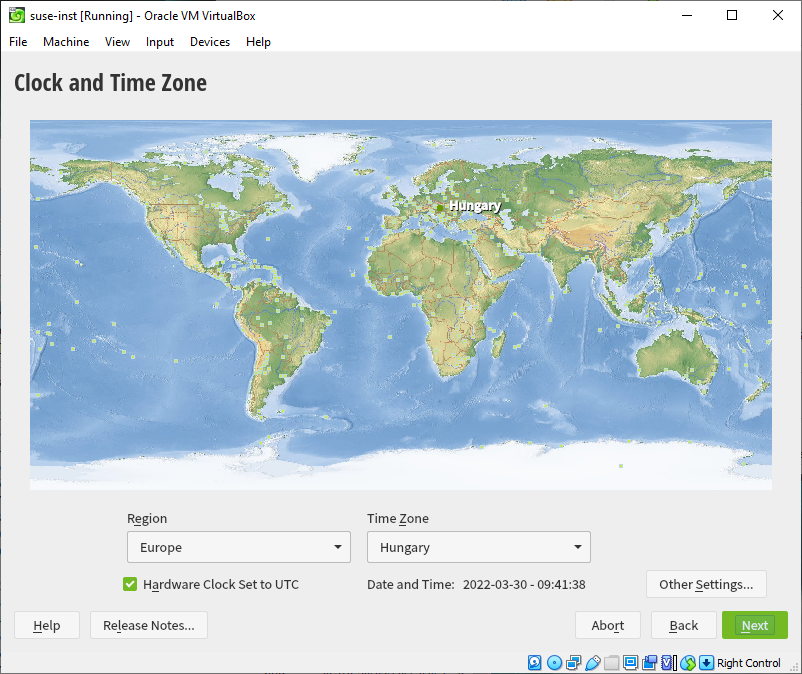 suse-inst [Running] - Oracle VM VirtualBox
File Machine View Input Devices Help
Clock and Time Zone
Hungary
Region Time Zone
Europe Hungary
Hardware Clock Set to UTC Date and Time: 2022-03-30 - 09:41:38 Other Settings...
Help Release Notes... Abort Back Next
Right Control